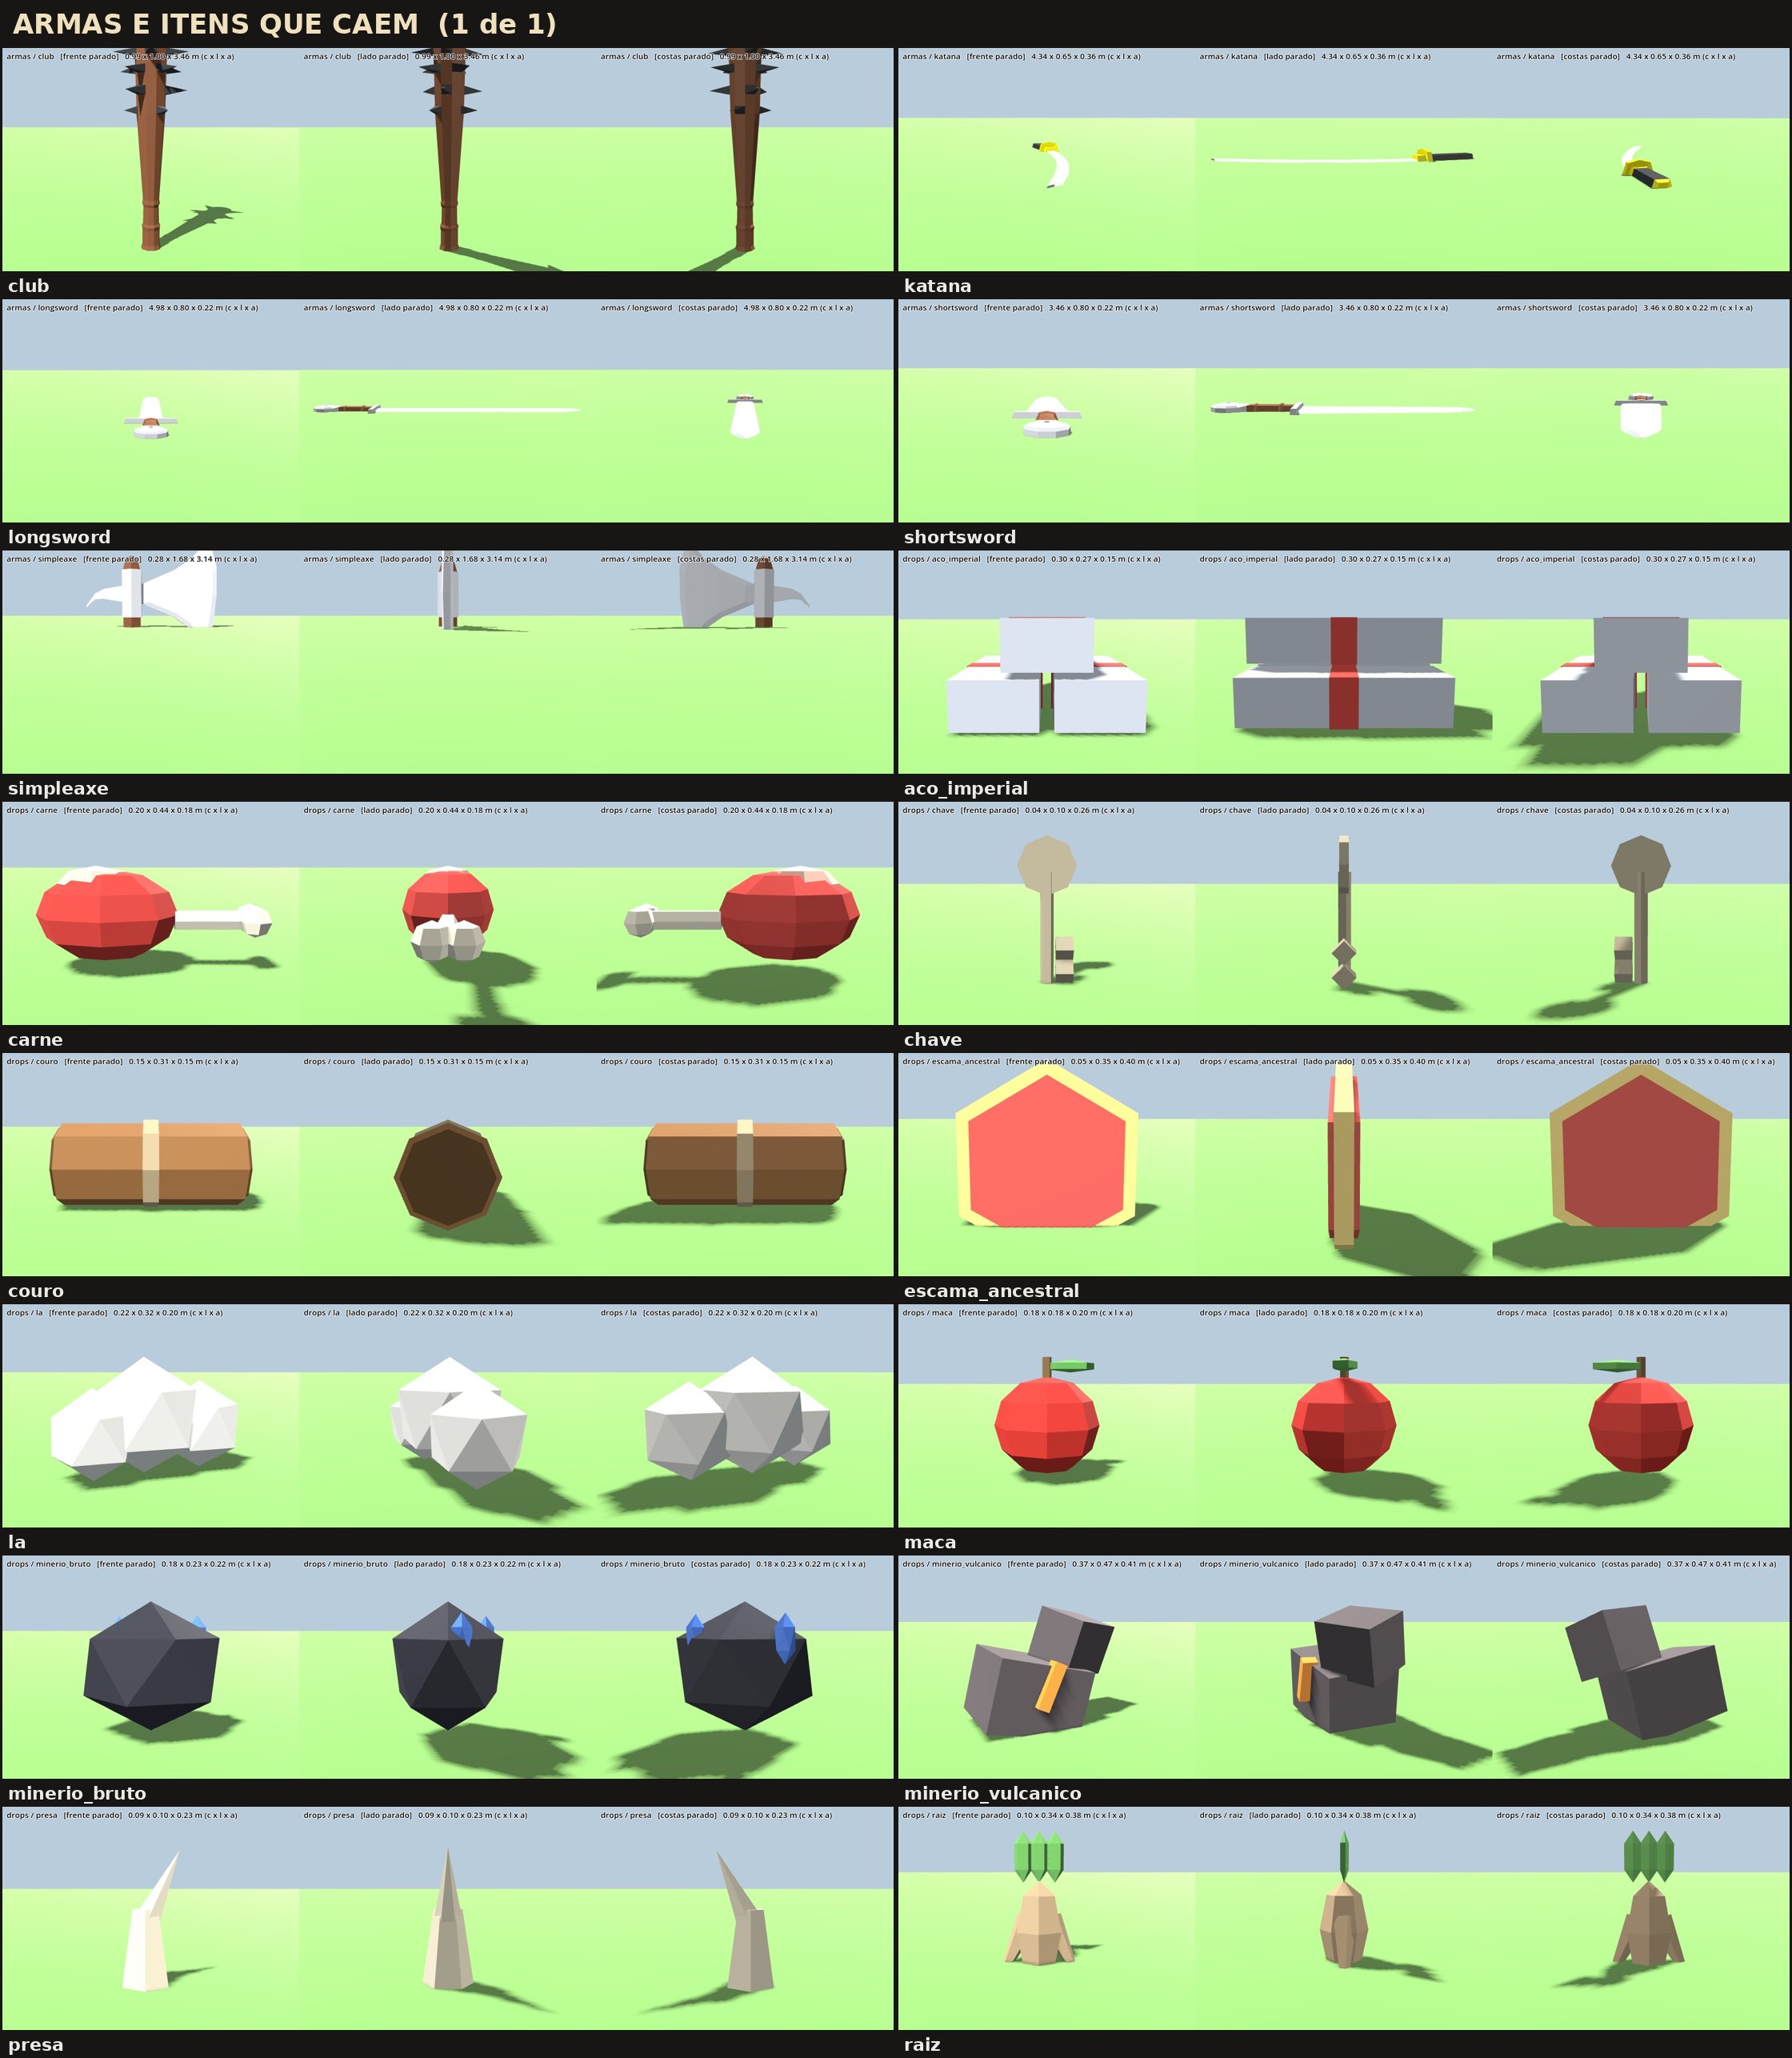 ARMAS E ITENS QUE CAEM (1 de 1)
armas / club [frente parado] 0.99 x 1.00 x 3.46 m (c x l x a)
armas / club [lado parado] 0.99 x 1.00 x 3.46 m (c x l x a)
armas / club [costas parado] 0.99 x 1.00 x 3.46 m (c x l x a)
armas / katana [frente parado] 4.34 x 0.65 x 0.36 m (c x l x a)
armas / katana [lado parado] 4.34 x 0.65 x 0.36 m (c x l x a)
armas / katana [costas parado] 4.34 x 0.65 x 0.36 m (c x l x a)
club
katana
armas / longsword [frente parado] 4.98 x 0.80 x 0.22 m (c x l x a)
armas / longsword [lado parado] 4.98 x 0.80 x 0.22 m (c x l x a)
armas / longsword [costas parado] 4.98 x 0.80 x 0.22 m (c x l x a)
armas / shortsword [frente parado] 3.46 x 0.80 x 0.22 m (c x l x a)
armas / shortsword [lado parado] 3.46 x 0.80 x 0.22 m (c x l x a)
armas / shortsword [costas parado] 3.46 x 0.80 x 0.22 m (c x l x a)
longsword
shortsword
armas / simpleaxe [frente parado] 0.28 x 1.68 x 3.14 m (c x l x a)
armas / simpleaxe [lado parado] 0.28 x 1.68 x 3.14 m (c x l x a)
armas / simpleaxe [costas parado] 0.28 x 1.68 x 3.14 m (c x l x a)
drops / aco_imperial [frente parado] 0.30 x 0.27 x 0.15 m (c x l x a)
drops / aco_imperial [lado parado] 0.30 x 0.27 x 0.15 m (c x l x a)
drops / aco_imperial [costas parado] 0.30 x 0.27 x 0.15 m (c x l x a)
simpleaxe
aco_imperial
drops / carne [frente parado] 0.20 x 0.44 x 0.18 m (c x l x a)
drops / carne [lado parado] 0.20 x 0.44 x 0.18 m (c x l x a)
drops / carne [costas parado] 0.20 x 0.44 x 0.18 m (c x l x a)
drops / chave [frente parado] 0.04 x 0.10 x 0.26 m (c x l x a)
drops / chave [lado parado] 0.04 x 0.10 x 0.26 m (c x l x a)
drops / chave [costas parado] 0.04 x 0.10 x 0.26 m (c x l x a)
carne
chave
drops / couro [frente parado] 0.15 x 0.31 x 0.15 m (c x l x a)
drops / couro [lado parado] 0.15 x 0.31 x 0.15 m (c x l x a)
drops / couro [costas parado] 0.15 x 0.31 x 0.15 m (c x l x a)
drops / escama_ancestral [frente parado] 0.05 x 0.35 x 0.40 m (c x l x a)
drops / escama_ancestral [lado parado] 0.05 x 0.35 x 0.40 m (c x l x a)
drops / escama_ancestral [costas parado] 0.05 x 0.35 x 0.40 m (c x l x a)
couro
escama_ancestral
drops / la [frente parado] 0.22 x 0.32 x 0.20 m (c x l x a)
drops / la [lado parado] 0.22 x 0.32 x 0.20 m (c x l x a)
drops / la [costas parado] 0.22 x 0.32 x 0.20 m (c x l x a)
drops / maca [frente parado] 0.18 x 0.18 x 0.20 m (c x l x a)
drops / maca [lado parado] 0.18 x 0.18 x 0.20 m (c x l x a)
drops / maca [costas parado] 0.18 x 0.18 x 0.20 m (c x l x a)
la
maca
drops / minerio_bruto [frente parado] 0.18 x 0.23 x 0.22 m (c x l x a)
drops / minerio_bruto [lado parado] 0.18 x 0.23 x 0.22 m (c x l x a)
drops / minerio_bruto [costas parado] 0.18 x 0.23 x 0.22 m (c x l x a)
drops / minerio_vulcanico [frente parado] 0.37 x 0.47 x 0.41 m (c x l x a)
drops / minerio_vulcanico [lado parado] 0.37 x 0.47 x 0.41 m (c x l x a)
drops / minerio_vulcanico [costas parado] 0.37 x 0.47 x 0.41 m (c x l x a)
minerio_bruto
minerio_vulcanico
drops / presa [frente parado] 0.09 x 0.10 x 0.23 m (c x l x a)
drops / presa [lado parado] 0.09 x 0.10 x 0.23 m (c x l x a)
drops / presa [costas parado] 0.09 x 0.10 x 0.23 m (c x l x a)
drops / raiz [frente parado] 0.10 x 0.34 x 0.38 m (c x l x a)
drops / raiz [lado parado] 0.10 x 0.34 x 0.38 m (c x l x a)
drops / raiz [costas parado] 0.10 x 0.34 x 0.38 m (c x l x a)
presa
raiz